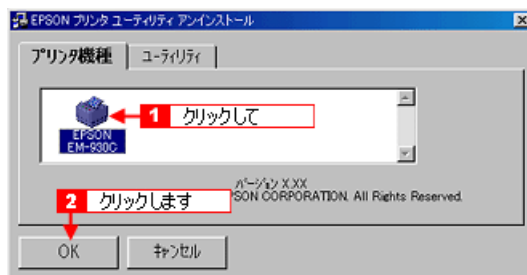 EPSON プリンタ ユーティリティ アンインストール
プリンタ機種
ユーティリティ
1 クリックして
EPSON
EM-930C
バージョン X.XX
2 クリックします
SON CORPORATION. All Rights Reserved.
OK
キャンセル